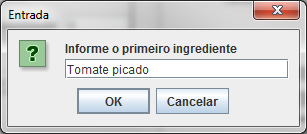 Entrada
Informe o primeiro ingrediente
Tomate picado
OK
Cancelar